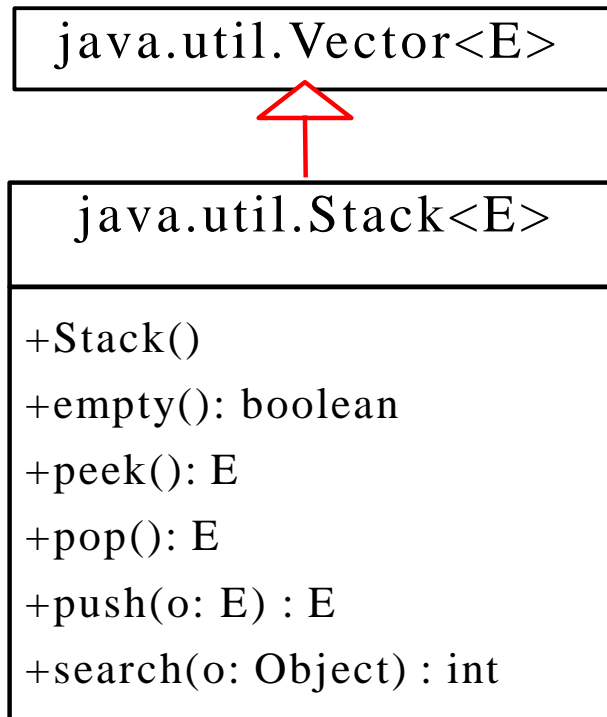 java.util.Vector<E>
java.util.Stack<E>
+Stack()
+empty(): boolean
+peek(): E
+pop(): E
+push(o: E) : E
+search(o: Object) : int